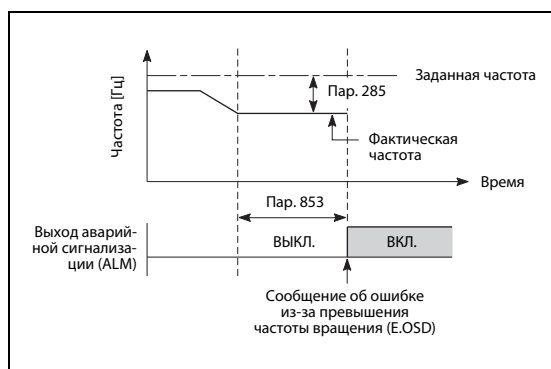 Частота [Гц]
Заданная частота
Пар. 285
Фактическая
частота
Время
Пар. 853
Выход аварий-
ной сигнализа-
ции (ALM)
ВЫКЛ.
ВКЛ.
Сообщение об ошибке
из-за превышения
частоты вращения (E.OSD)